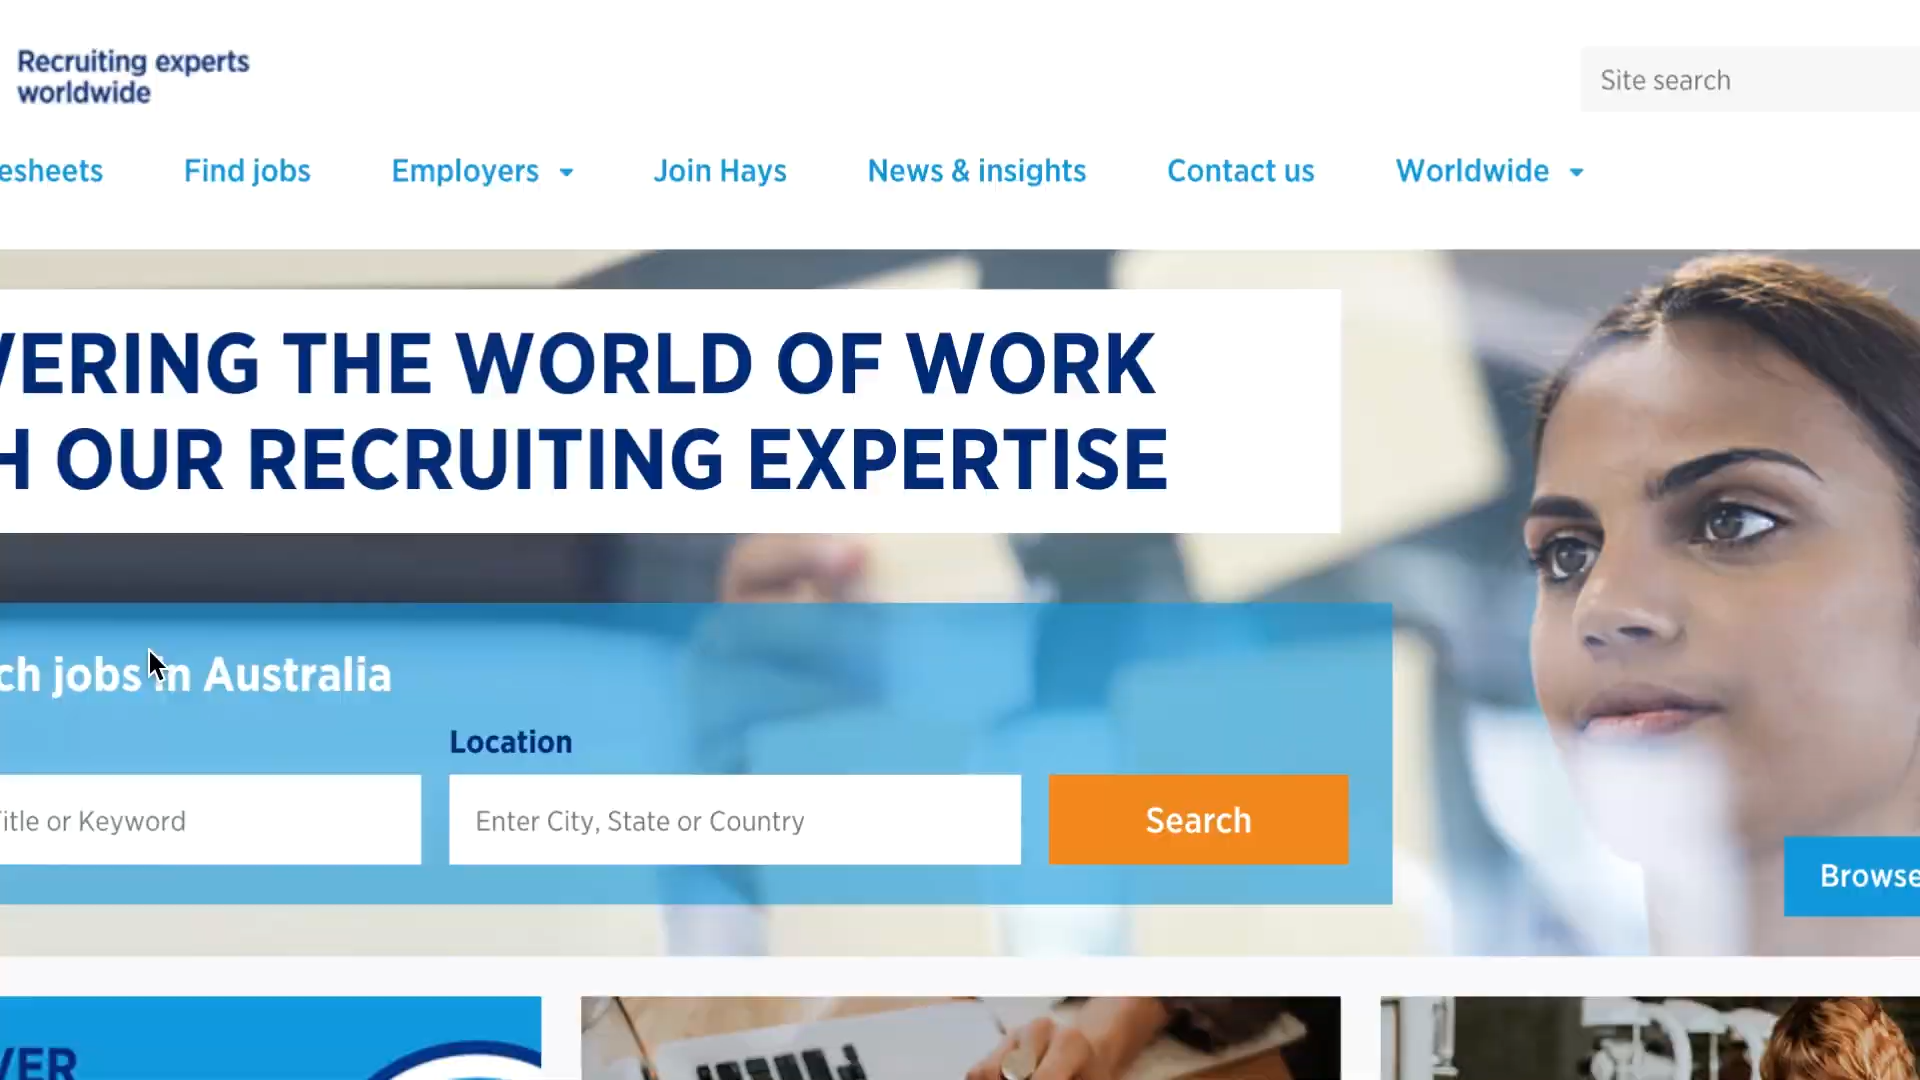 Recruiting experts
worldwide
Site search
esheets Find jobs Employers Join Hays News & insights Contact us Worldwide
VERING THE WORLD OF WORK
H OUR RECRUITING EXPERTISE
ch jobs in Australia
Location
Title or Keyword Enter City, State or Country Search
Browse
VER